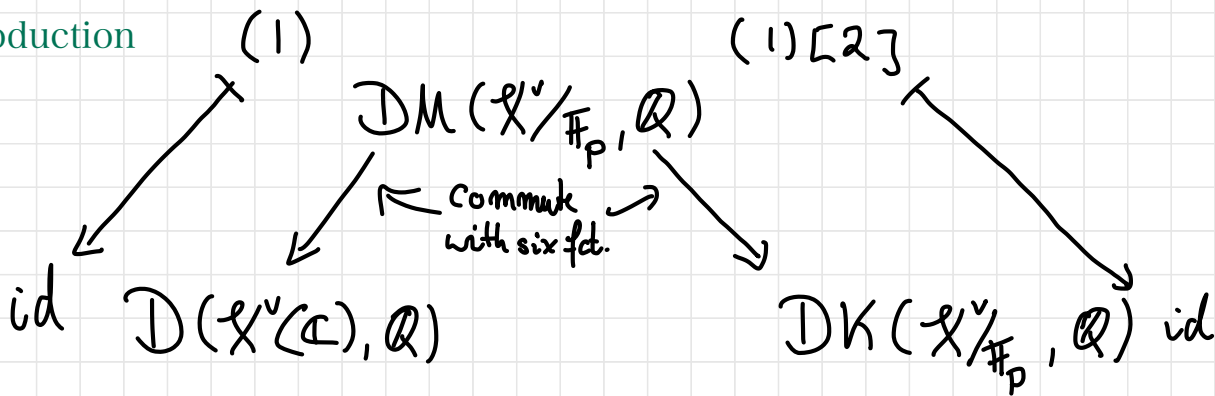 oduction
(1) (1)[2]
DM(X^∨/𝔽_p, Q)
commute
with six fct.
id D(X^∨(ℂ), Q) DK(X^∨/𝔽_p, Q) id